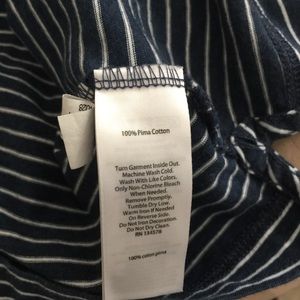 100% Pima Cotton
Turn Garment Inside Out.
Machine Wash Cold.
Wash With Like Colors.
Only Non-Chlorine Bleach
When Needed.
Remove Promptly.
Tumble Dry Low.
Warm Iron if Needed
On Reverse Side.
Do Not Iron Decoration.
Do Not Dry Clean.
RN 134578
100% coton pima